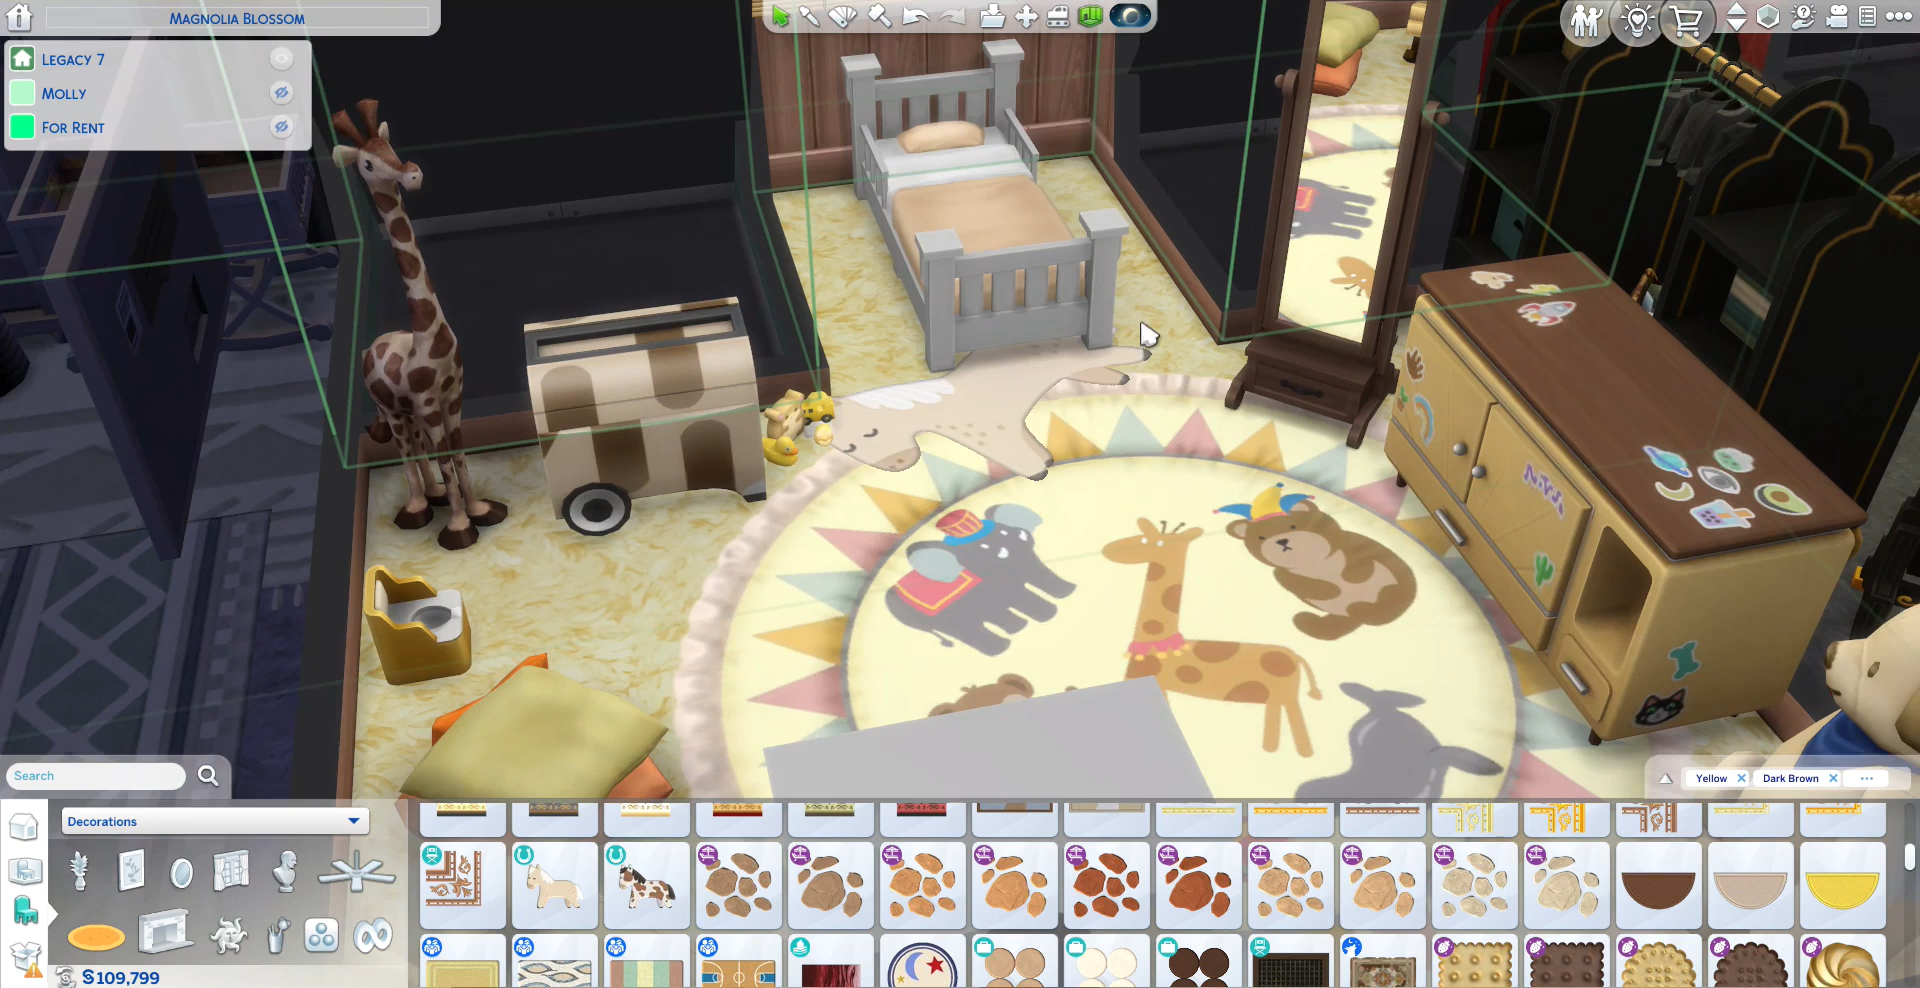 Magnolia Blossom
Legacy 7
Molly
For Rent
Search
Yellow
Dark Brown
Decorations
§109,799